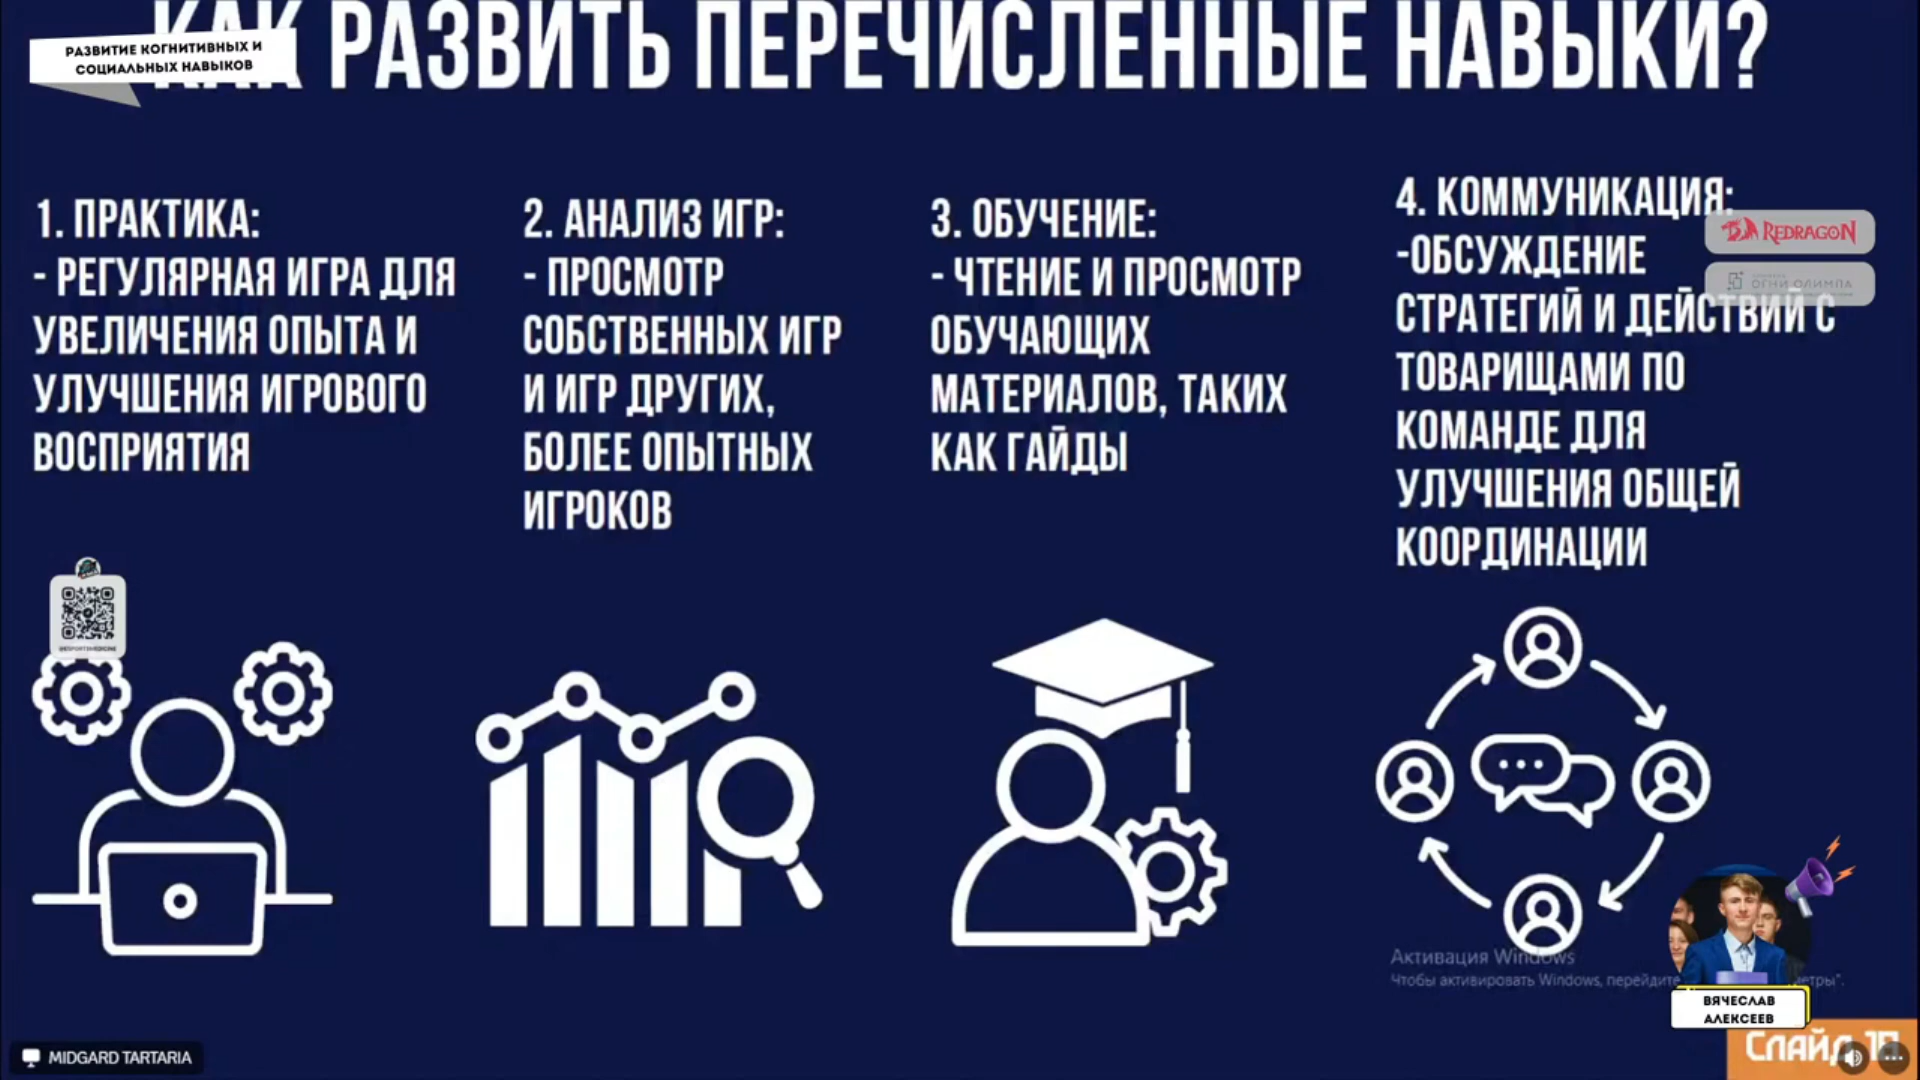 КАК РАЗВИТЬ ПЕРЕЧИСЛЕННЫЕ НАВЫКИ?
РАЗВИТИЕ КОГНИТИВНЫХ И
СОЦИАЛЬНЫХ НАВЫКОВ
1. ПРАКТИКА:
- РЕГУЛЯРНАЯ ИГРА ДЛЯ
УВЕЛИЧЕНИЯ ОПЫТА И
УЛУЧШЕНИЯ ИГРОВОГО
ВОСПРИЯТИЯ
2. АНАЛИЗ ИГР:
- ПРОСМОТР
СОБСТВЕННЫХ ИГР
И ИГР ДРУГИХ,
БОЛЕЕ ОПЫТНЫХ
ИГРОКОВ
3. ОБУЧЕНИЕ:
- ЧТЕНИЕ И ПРОСМОТР
ОБУЧАЮЩИХ
МАТЕРИАЛОВ, ТАКИХ
КАК ГАЙДЫ
4. КОММУНИКАЦИЯ:
-ОБСУЖДЕНИЕ
СТРАТЕГИЙ И ДЕЙСТВИЙ С
ТОВАРИЩАМИ ПО
КОМАНДЕ ДЛЯ
УЛУЧШЕНИЯ ОБЩЕЙ
КООРДИНАЦИИ
REDRAGON
ОГНИ ОЛИМПА
Активация Windows
Чтобы активировать Windows, перейдите
ВЯЧЕСЛАВ
АЛЕКСЕЕВ
MIDGARD TARTARIA
Слайд